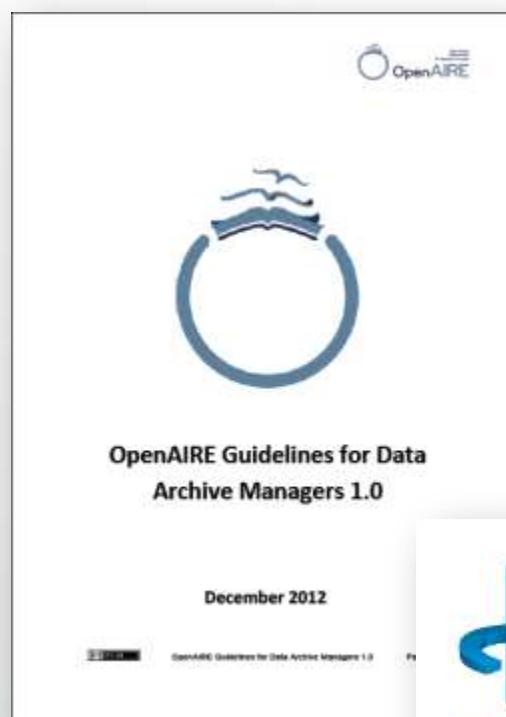 OpenAIRE
OpenAIRE Guidelines for Data
Archive Managers 1.0
December 2012
OpenAIRE Guidelines for Data Archive Managers 1.0